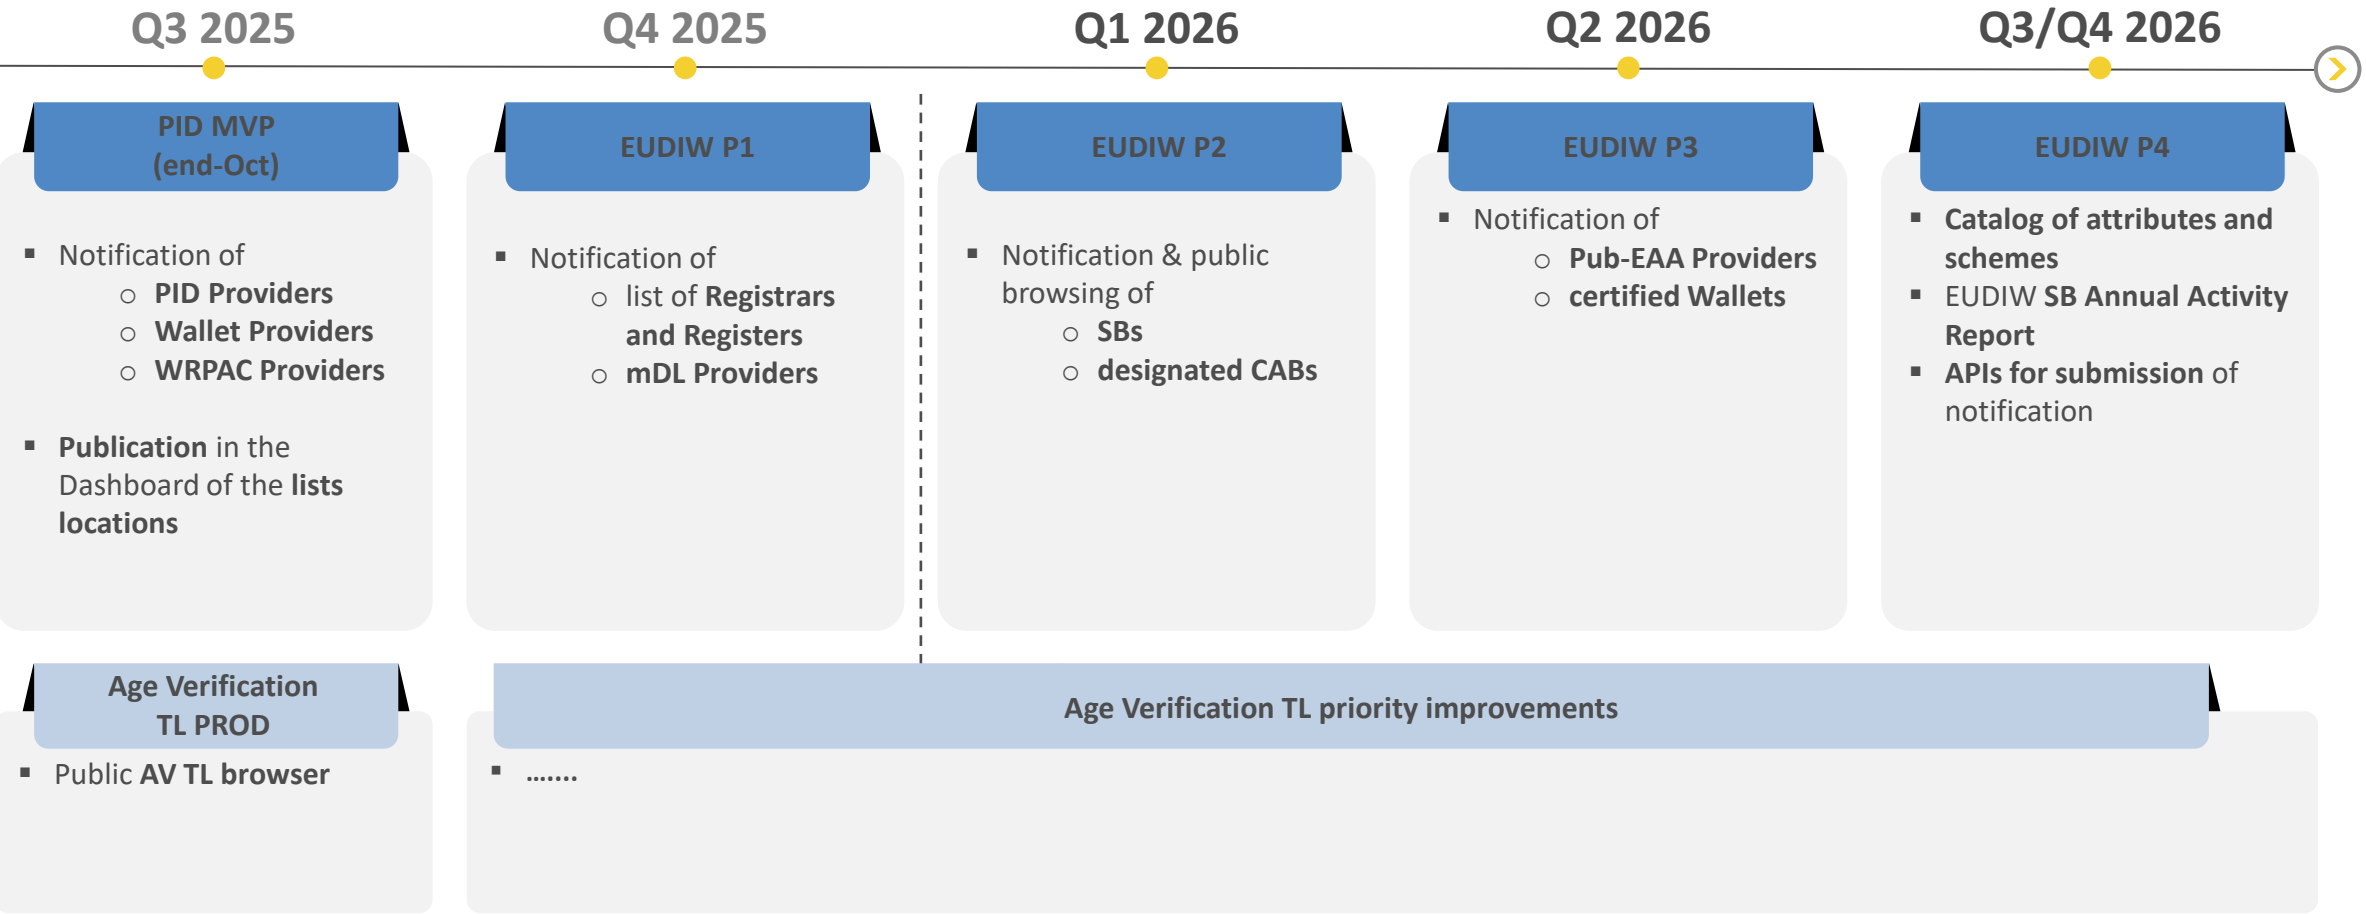 Q3 2025
Q4 2025
Q1 2026
Q2 2026
Q3/Q4 2026
PID MVP
(end-Oct)
▪ Notification of
o PID Providers
o Wallet Providers
o WRPAC Providers
▪ Publication in the
Dashboard of the lists
locations
EUDIW P1
▪ Notification of
o list of Registrars
and Registers
o mDL Providers
EUDIW P2
▪ Notification & public
browsing of
o SBs
o designated CABs
EUDIW P3
▪ Notification of
o Pub-EAA Providers
o certified Wallets
EUDIW P4
▪ Catalog of attributes and
schemes
▪ EUDIW SB Annual Activity
Report
▪ APIs for submission of
notification
Age Verification
TL PROD
▪ Public AV TL browser
Age Verification TL priority improvements
▪ …....